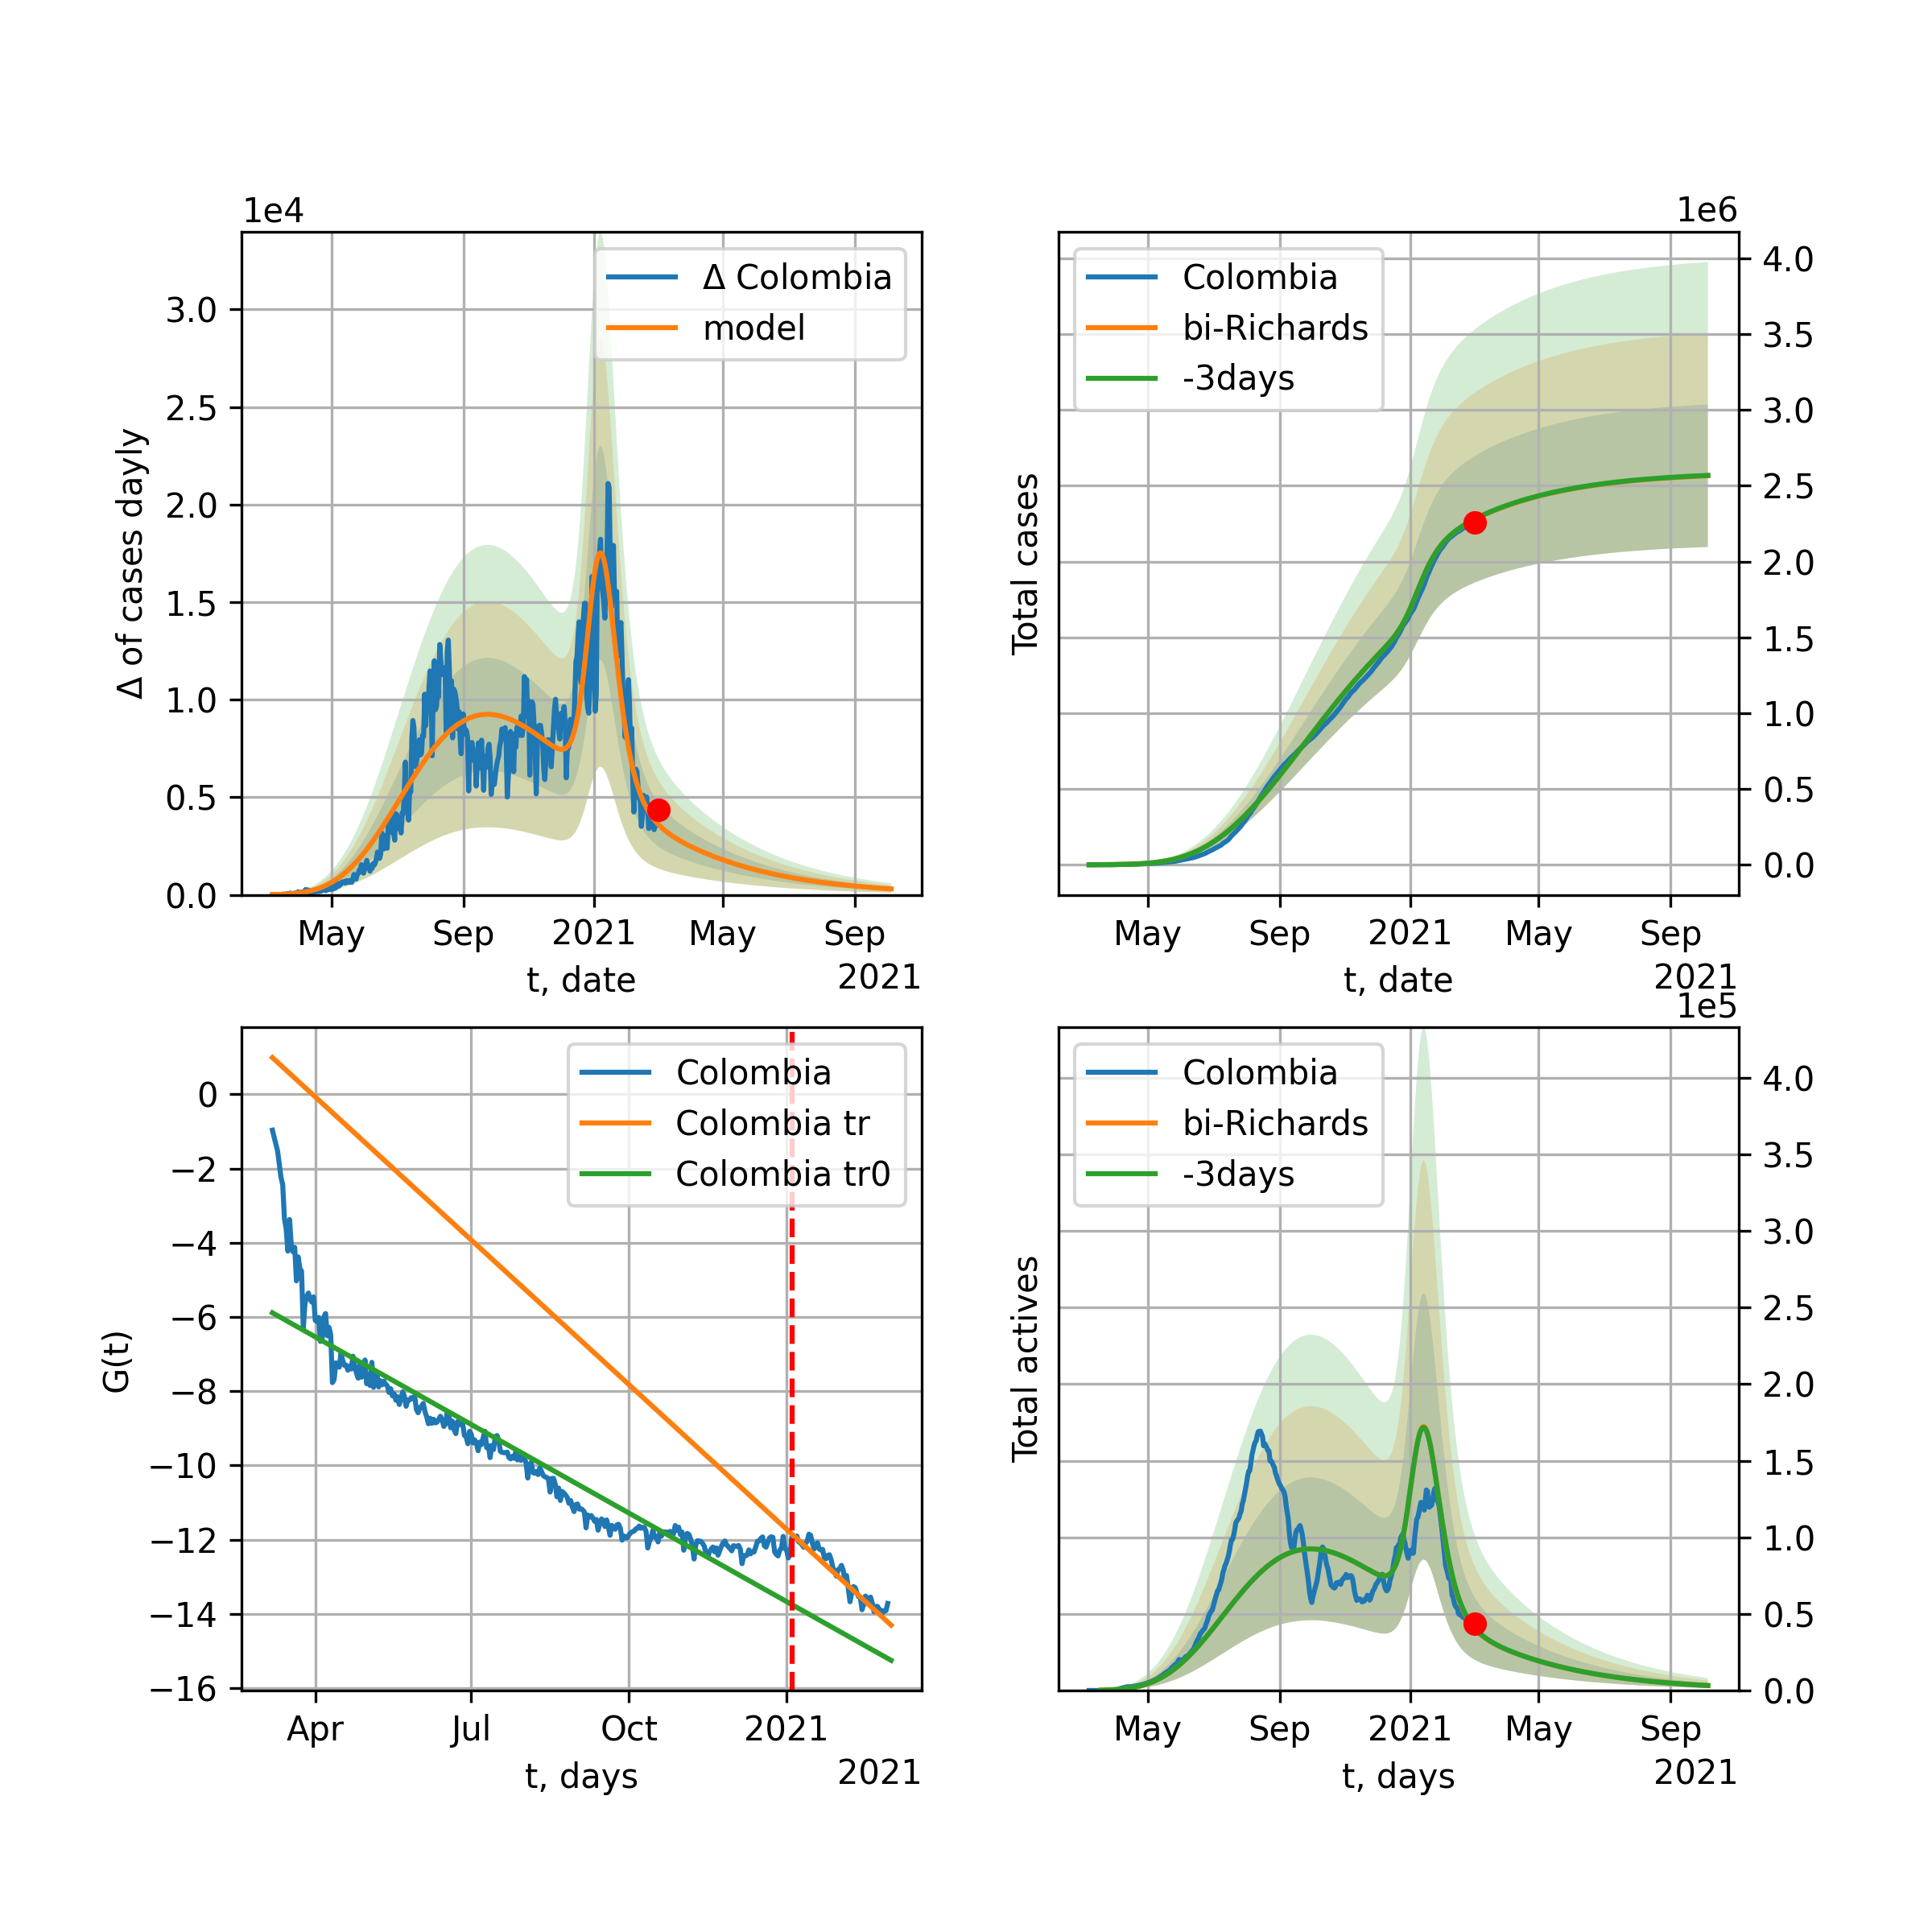 1e4
Δ of cases dayly
3.0
2.5
2.0
1.5
1.0
0.5
0.0
Δ Colombia
model
May Sep 2021 May Sep
t, date
2021
1e6
Total cases
Colombia
bi-Richards
-3days
4.0
3.5
3.0
2.5
2.0
1.5
1.0
0.5
0.0
May Sep 2021 May Sep
t, date
2021
G(t)
0
−2
−4
−6
−8
−10
−12
−14
−16
Colombia
Colombia tr
Colombia tr0
Apr Jul Oct 2021
t, days
2021
1e5
Total actives
Colombia
bi-Richards
-3days
4.0
3.5
3.0
2.5
2.0
1.5
1.0
0.5
0.0
May Sep 2021 May Sep
t, days
2021